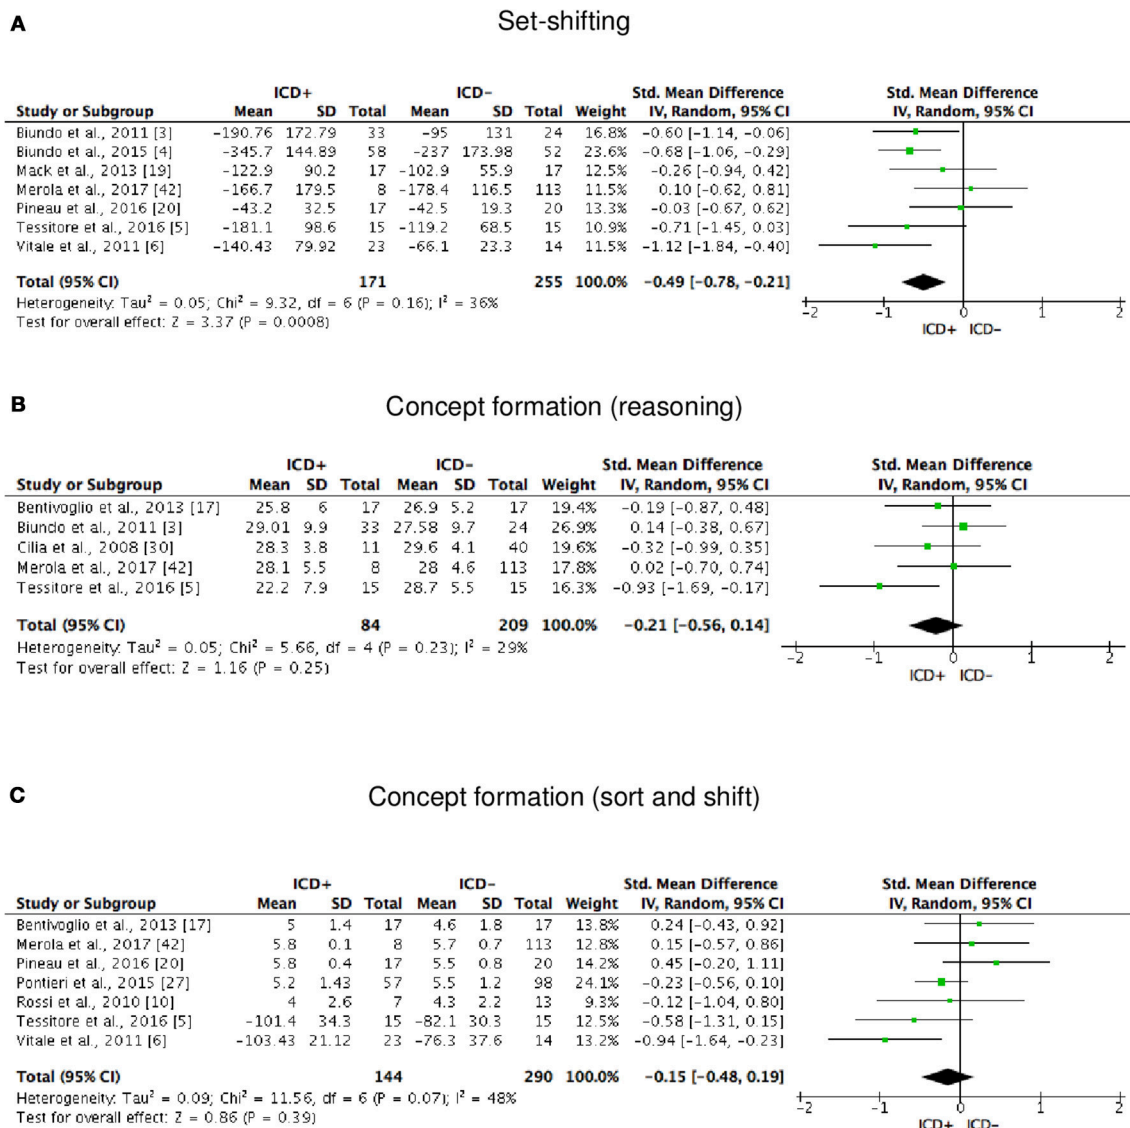 A
Set-shifting
ICD+ ICD− Std. Mean Difference Std. Mean Difference
Study or Subgroup Mean SD Total Mean SD Total Weight IV, Random, 95% CI IV, Random, 95% CI
Biundo et al., 2011 [3] −190.76 172.79 33 −95 131 24 16.8% −0.60 [−1.14, −0.06]
Biundo et al., 2015 [4] −345.7 144.89 58 −237 173.98 52 23.6% −0.68 [−1.06, −0.29]
Mack et al., 2013 [19] −122.9 90.2 17 −102.9 55.9 17 12.5% −0.26 [−0.94, 0.42]
Merola et al., 2017 [42] −166.7 179.5 8 −178.4 116.5 113 11.5% 0.10 [−0.62, 0.81]
Pineau et al., 2016 [20] −43.2 32.5 17 −42.5 19.3 20 13.3% −0.03 [−0.67, 0.62]
Tessitore et al., 2016 [5] −181.1 98.6 15 −119.2 68.5 15 10.9% −0.71 [−1.45, 0.03]
Vitale et al., 2011 [6] −140.43 79.92 23 −66.1 23.3 14 11.5% −1.12 [−1.84, −0.40]
Total (95% CI) 171 255 100.0% −0.49 [−0.78, −0.21]
Heterogeneity: Tau² = 0.05; Chi² = 9.32, df = 6 (P = 0.16); I² = 36%
Test for overall effect: Z = 3.37 (P = 0.0008)
−2 −1 0 1 2
ICD+ ICD−
B
Concept formation (reasoning)
ICD+ ICD− Std. Mean Difference Std. Mean Difference
Study or Subgroup Mean SD Total Mean SD Total Weight IV, Random, 95% CI IV, Random, 95% CI
Bentivoglio et al., 2013 [17] 25.8 6 17 26.9 5.2 17 19.4% −0.19 [−0.87, 0.48]
Biundo et al., 2011 [3] 29.01 9.9 33 27.58 9.7 24 26.9% 0.14 [−0.38, 0.67]
Cilia et al., 2008 [30] 28.3 3.8 11 29.6 4.1 40 19.6% −0.32 [−0.99, 0.35]
Merola et al., 2017 [42] 28.1 5.5 8 28 4.6 113 17.8% 0.02 [−0.70, 0.74]
Tessitore et al., 2016 [5] 22.2 7.9 15 28.7 5.5 15 16.3% −0.93 [−1.69, −0.17]
Total (95% CI) 84 209 100.0% −0.21 [−0.56, 0.14]
Heterogeneity: Tau² = 0.05; Chi² = 5.66, df = 4 (P = 0.23); I² = 29%
Test for overall effect: Z = 1.16 (P = 0.25)
−2 −1 0 1 2
ICD+ ICD−
C
Concept formation (sort and shift)
ICD+ ICD− Std. Mean Difference Std. Mean Difference
Study or Subgroup Mean SD Total Mean SD Total Weight IV, Random, 95% CI IV, Random, 95% CI
Bentivoglio et al., 2013 [17] 5 1.4 17 4.6 1.8 17 13.8% 0.24 [−0.43, 0.92]
Merola et al., 2017 [42] 5.8 0.1 8 5.7 0.7 113 12.8% 0.15 [−0.57, 0.86]
Pineau et al., 2016 [20] 5.8 0.4 17 5.5 0.8 20 14.2% 0.45 [−0.20, 1.11]
Pontieri et al., 2015 [27] 5.2 1.43 57 5.5 1.2 98 24.1% −0.23 [−0.56, 0.10]
Rossi et al., 2010 [10] 4 2.6 7 4.3 2.2 13 9.3% −0.12 [−1.04, 0.80]
Tessitore et al., 2016 [5] −101.4 34.3 15 −82.1 30.3 15 12.5% −0.58 [−1.31, 0.15]
Vitale et al., 2011 [6] −103.43 21.12 23 −76.3 37.6 14 13.2% −0.94 [−1.64, −0.23]
Total (95% CI) 144 290 100.0% −0.15 [−0.48, 0.19]
Heterogeneity: Tau² = 0.09; Chi² = 11.56, df = 6 (P = 0.07); I² = 48%
Test for overall effect: Z = 0.86 (P = 0.39)
−2 −1 0 1 2
ICD+ ICD−